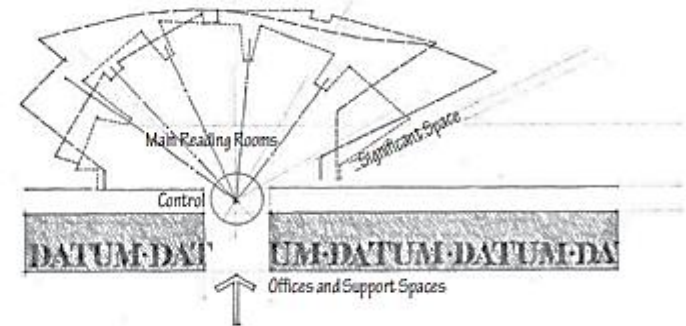 Main Reading Rooms
Significant Space
Control
DATUM·DAT UM·DATUM·DATUM·DA
Offices and Support Spaces